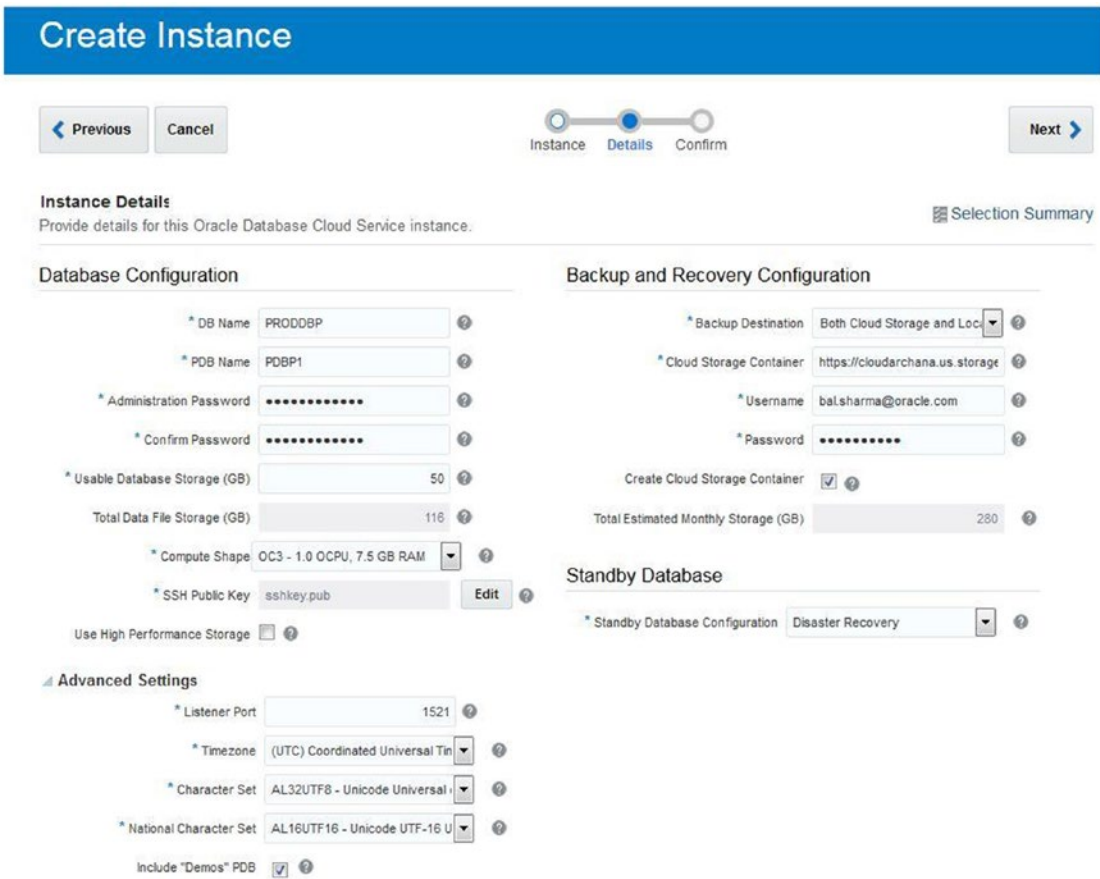 Create Instance
Previous
Cancel
Instance
Details
Confirm
Next
Instance Details
Provide details for this Oracle Database Cloud Service instance.
Selection Summary
Database Configuration
* DB Name PRODDBP
* PDB Name PDBP1
* Administration Password ••••••••••••
* Confirm Password ••••••••••••
* Usable Database Storage (GB) 50
Total Data File Storage (GB) 116
* Compute Shape OC3 - 1.0 OCPU, 7.5 GB RAM
* SSH Public Key sshkey.pub Edit
Use High Performance Storage
Advanced Settings
* Listener Port 1521
* Timezone (UTC) Coordinated Universal Tin
* Character Set AL32UTF8 - Unicode Universal
* National Character Set AL16UTF16 - Unicode UTF-16 U
Include "Demos" PDB
Backup and Recovery Configuration
* Backup Destination Both Cloud Storage and Loca
* Cloud Storage Container https://cloudarchana.us.storage
* Username bal.sharma@oracle.com
* Password ••••••••••
Create Cloud Storage Container
Total Estimated Monthly Storage (GB) 280
Standby Database
* Standby Database Configuration Disaster Recovery